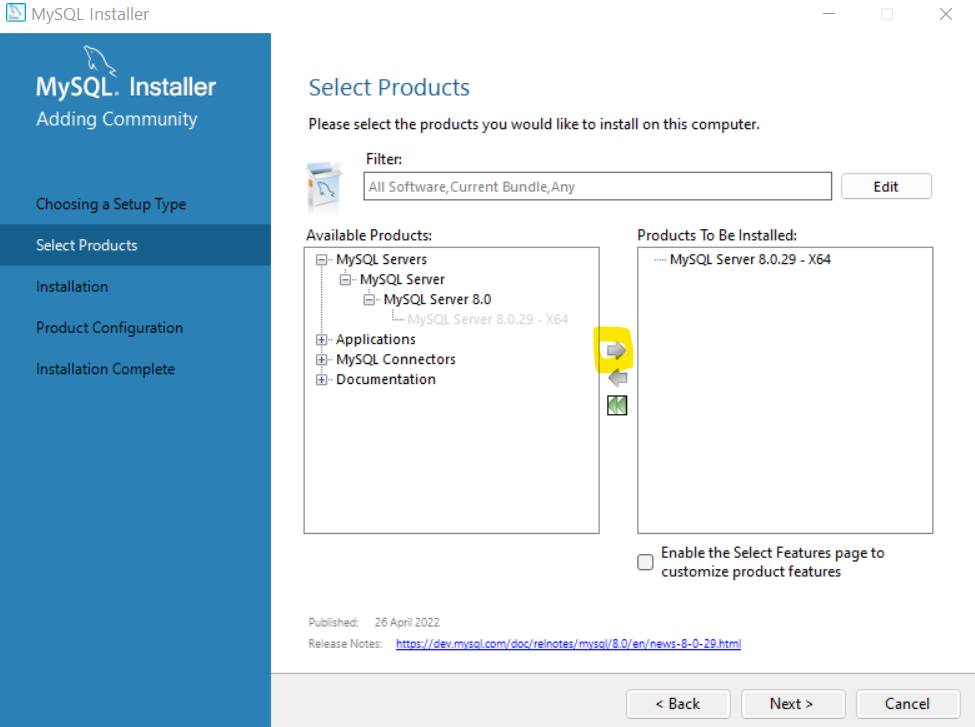 MySQL Installer
MySQL. Installer
Adding Community
Choosing a Setup Type
Select Products
Installation
Product Configuration
Installation Complete
Select Products
Please select the products you would like to install on this computer.
Filter:
All Software,Current Bundle,Any
Edit
Available Products:
MySQL Servers
MySQL Server
MySQL Server 8.0
MySQL Server 8.0.29 - X64
Applications
MySQL Connectors
Documentation
Products To Be Installed:
MySQL Server 8.0.29 - X64
Enable the Select Features page to
customize product features
Published: 26 April 2022
Release Notes: https://dev.mysql.com/doc/relnotes/mysql/8.0/en/news-8-0-29.html
< Back
Next >
Cancel